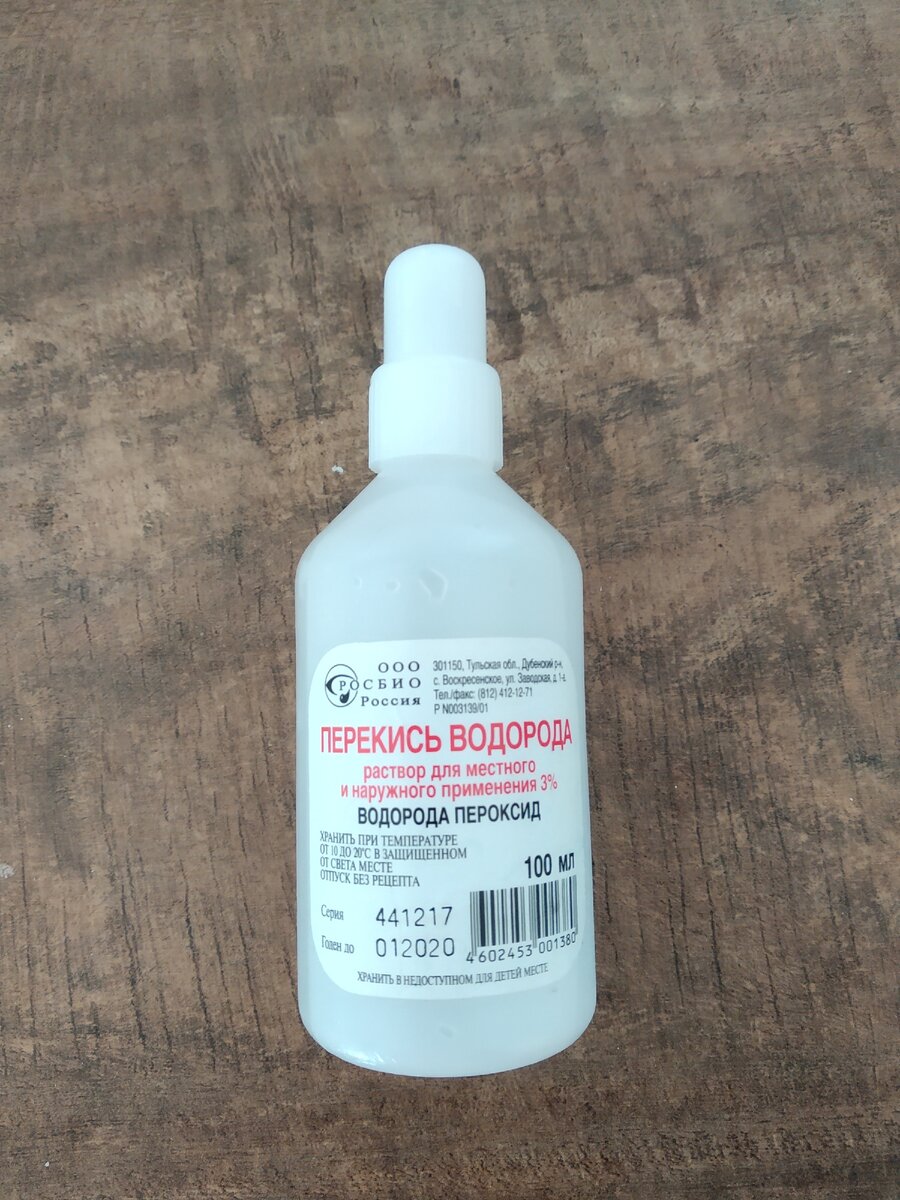 ООО
РОСБИО
Россия
301150, Тульская обл., Дубенский р-н,
с. Воскресенское, ул. Заводская, д. 1-а.
Тел./факс: (812) 412-12-71
Р N003139/01
ПЕРЕКИСЬ ВОДОРОДА
раствор для местного
и наружного применения 3%
ВОДОРОДА ПЕРОКСИД
ХРАНИТЬ ПРИ ТЕМПЕРАТУРЕ
ОТ 10 ДО 20°С В ЗАЩИЩЕННОМ
ОТ СВЕТА МЕСТЕ
ОТПУСК БЕЗ РЕЦЕПТА
100 МЛ
Серия 441217
Годен до 012020
4602453 001380
ХРАНИТЬ В НЕДОСТУПНОМ ДЛЯ ДЕТЕЙ МЕСТЕ